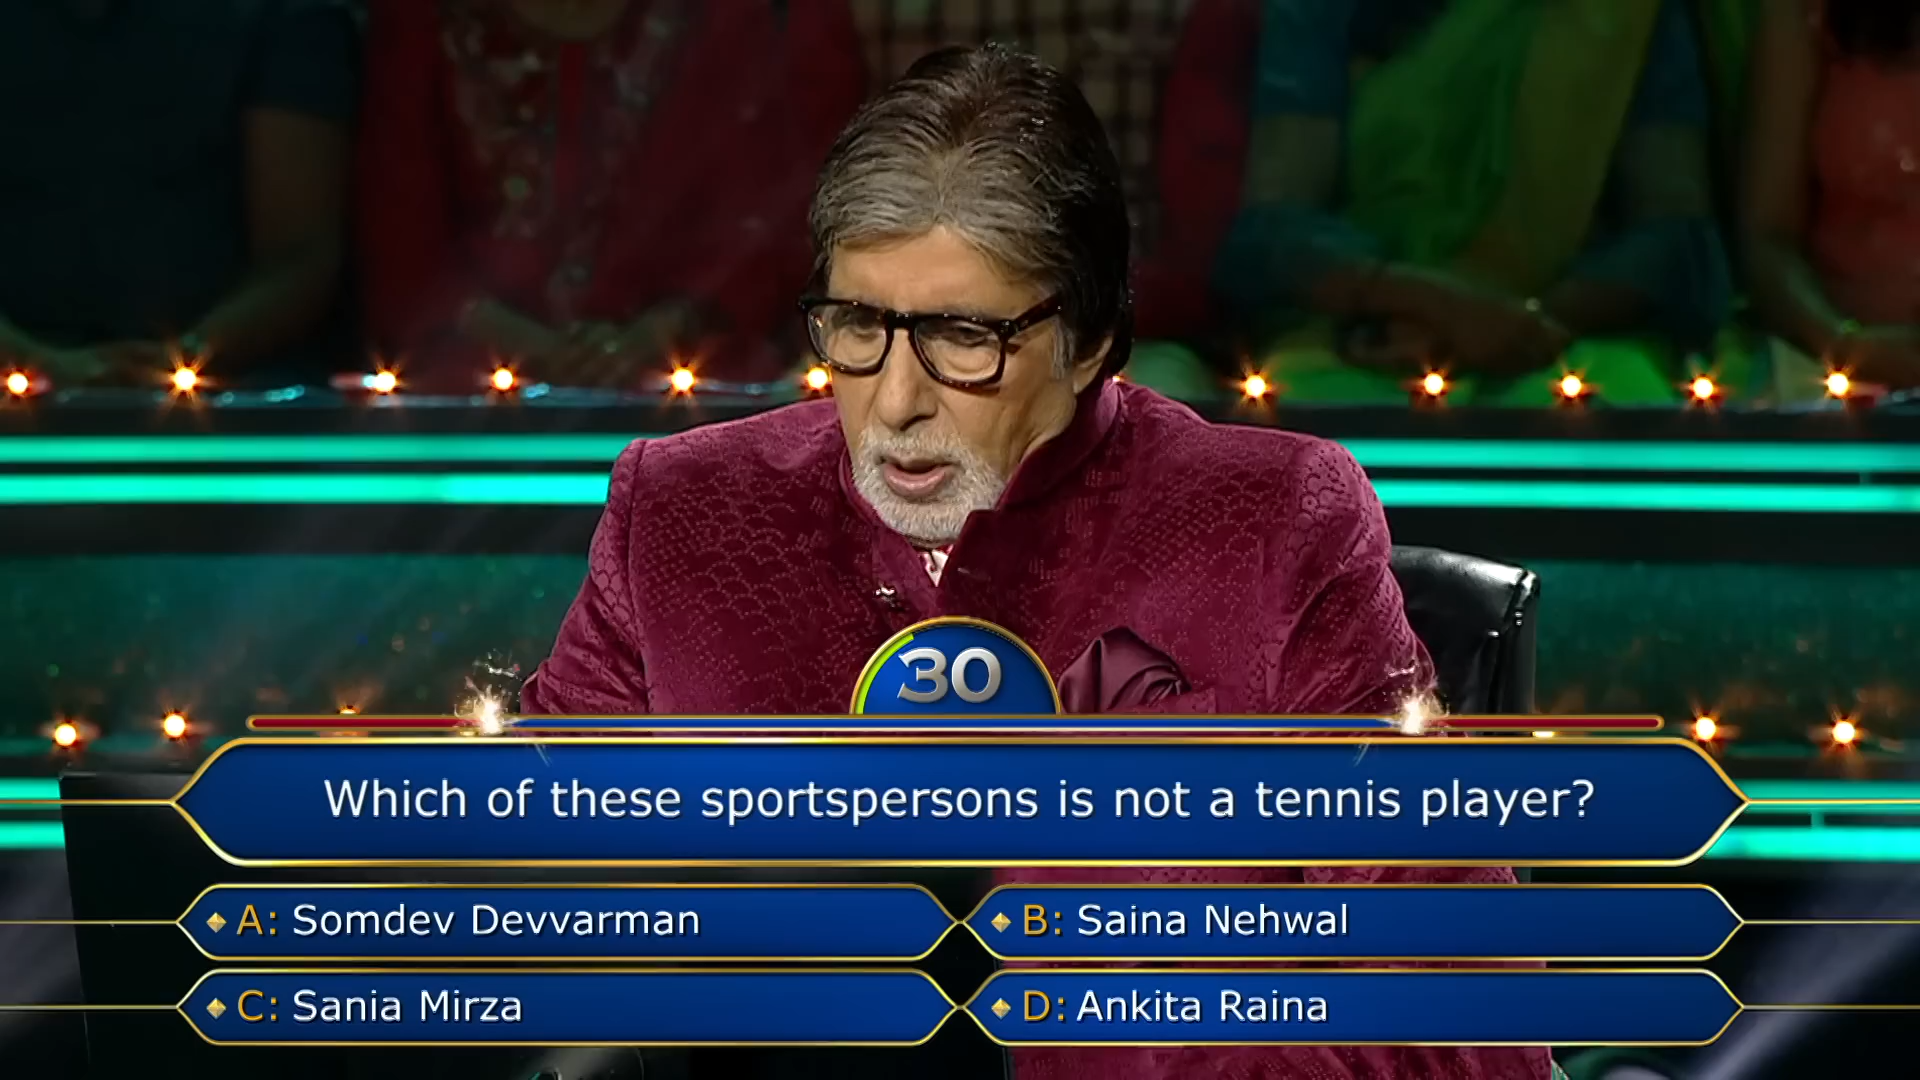 30
Which of these sportspersons is not a tennis player?
A: Somdev Devvarman
B: Saina Nehwal
C: Sania Mirza
D: Ankita Raina